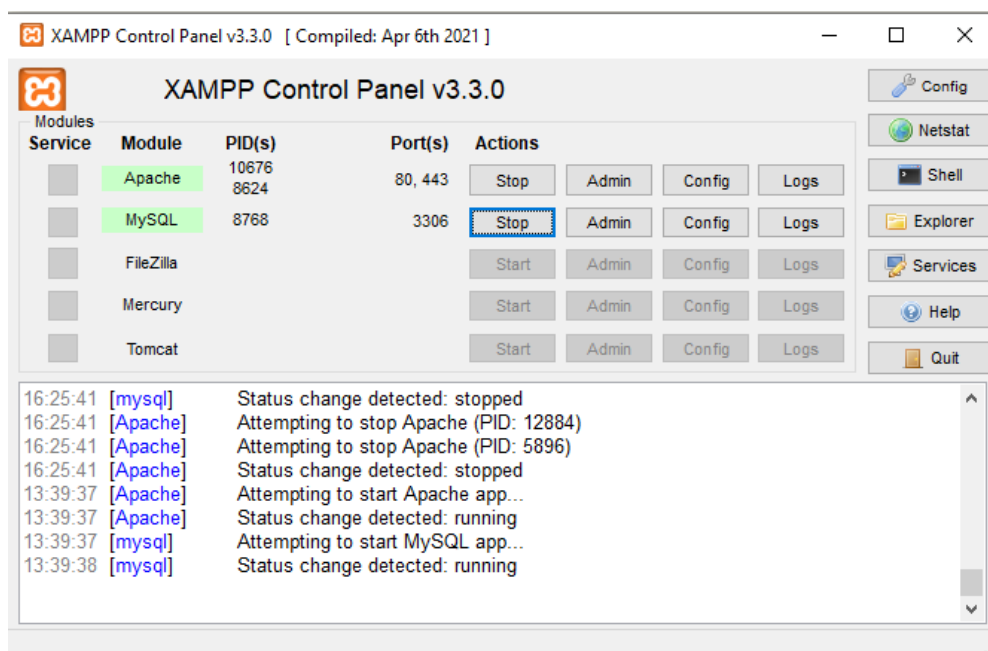 XAMPP Control Panel v3.3.0 [ Compiled: Apr 6th 2021 ]
XAMPP Control Panel v3.3.0
Config
Modules
Netstat
Service Module PID(s) Port(s) Actions
Apache 10676 8624 80, 443 Stop Admin Config Logs
Shell
MySQL 8768 3306 Stop Admin Config Logs
Explorer
FileZilla Start Admin Config Logs
Services
Mercury Start Admin Config Logs
Help
Tomcat Start Admin Config Logs
Quit
16:25:41 [mysql] Status change detected: stopped
16:25:41 [Apache] Attempting to stop Apache (PID: 12884)
16:25:41 [Apache] Attempting to stop Apache (PID: 5896)
16:25:41 [Apache] Status change detected: stopped
13:39:37 [Apache] Attempting to start Apache app...
13:39:37 [Apache] Status change detected: running
13:39:37 [mysql] Attempting to start MySQL app...
13:39:38 [mysql] Status change detected: running